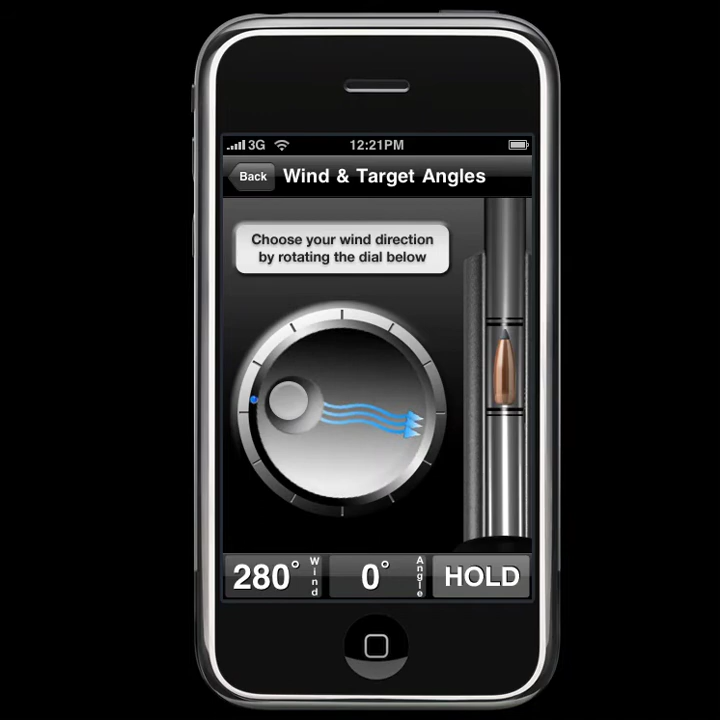 3G 12:21PM
Back Wind & Target Angles
Choose your wind direction
by rotating the dial below
280° Wind 0° Angle HOLD